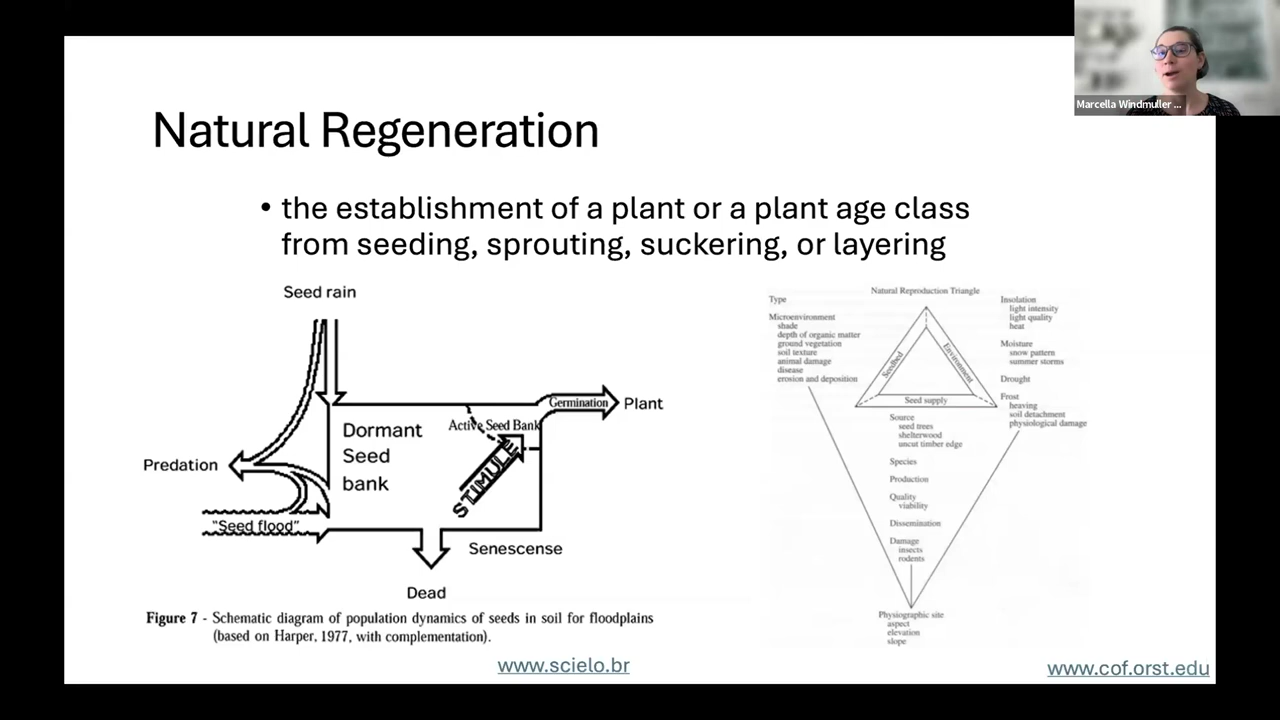 Marcella Windmuller ...
Natural Regeneration
• the establishment of a plant or a plant age class
from seeding, sprouting, suckering, or layering
Seed rain
Predation
"Seed flood"
Dormant
Seed
bank
Active Seed Bank
STIMULE
Germination
Plant
Senescense
Dead
Figure 7 - Schematic diagram of population dynamics of seeds in soil for floodplains
(based on Harper, 1977, with complementation).
www.scielo.br
Natural Reproduction Triangle
Type
Microenvironment
shade
depth of organic matter
ground vegetation
soil texture
animal damage
disease
erosion and deposition
Seedbed
Environment
Seed supply
Insolation
light intensity
light quality
heat
Moisture
snow pattern
summer storms
Drought
Frost
heaving
soil detachment
physiological damage
Source
seed trees
shelterwood
uncut timber edge
Species
Production
Quality
viability
Dissemination
Damage
insects
rodents
Physiographic site
aspect
elevation
slope
www.cof.orst.edu